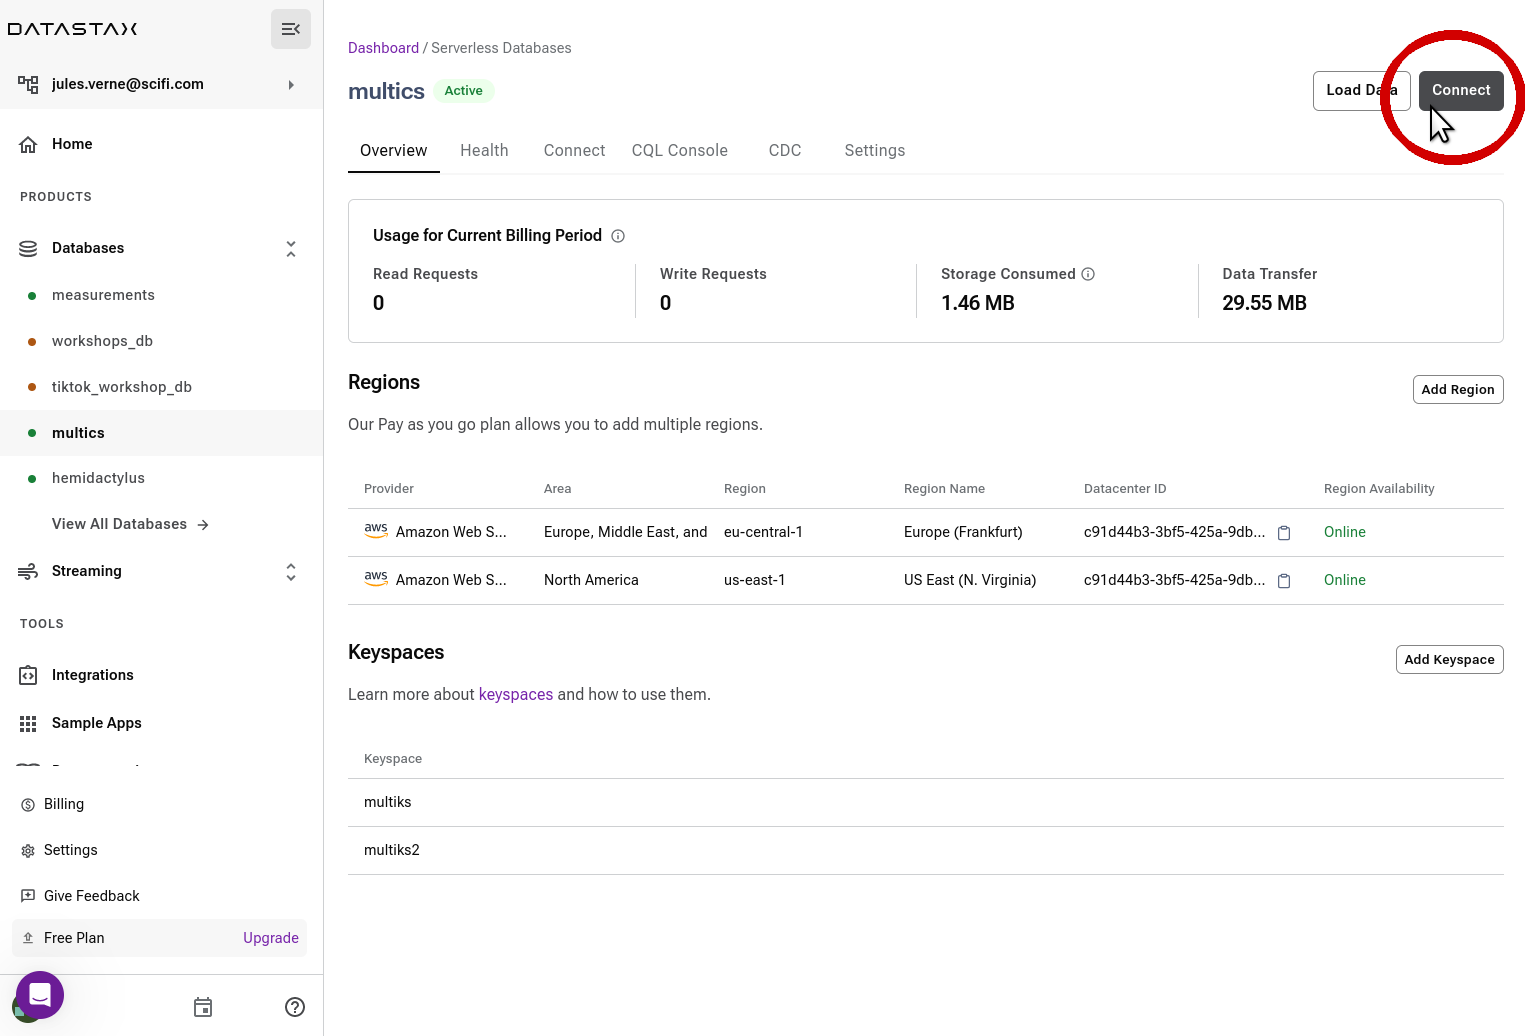 DATASTAX
jules.verne@scifi.com
Home
PRODUCTS
Databases
measurements
workshops_db
tiktok_workshop_db
multics
hemidactylus
View All Databases
Streaming
TOOLS
Integrations
Sample Apps
Billing
Settings
Give Feedback
Free Plan Upgrade
Dashboard / Serverless Databases
multics Active
Load Data Connect
Overview Health Connect CQL Console CDC Settings
Usage for Current Billing Period
Read Requests Write Requests Storage Consumed Data Transfer
0 0 1.46 MB 29.55 MB
Regions
Add Region
Our Pay as you go plan allows you to add multiple regions.
Provider Area Region Region Name Datacenter ID Region Availability
aws Amazon Web S... Europe, Middle East, and eu-central-1 Europe (Frankfurt) c91d44b3-3bf5-425a-9db... Online
aws Amazon Web S... North America us-east-1 US East (N. Virginia) c91d44b3-3bf5-425a-9db... Online
Keyspaces
Add Keyspace
Learn more about keyspaces and how to use them.
Keyspace
multiks
multiks2